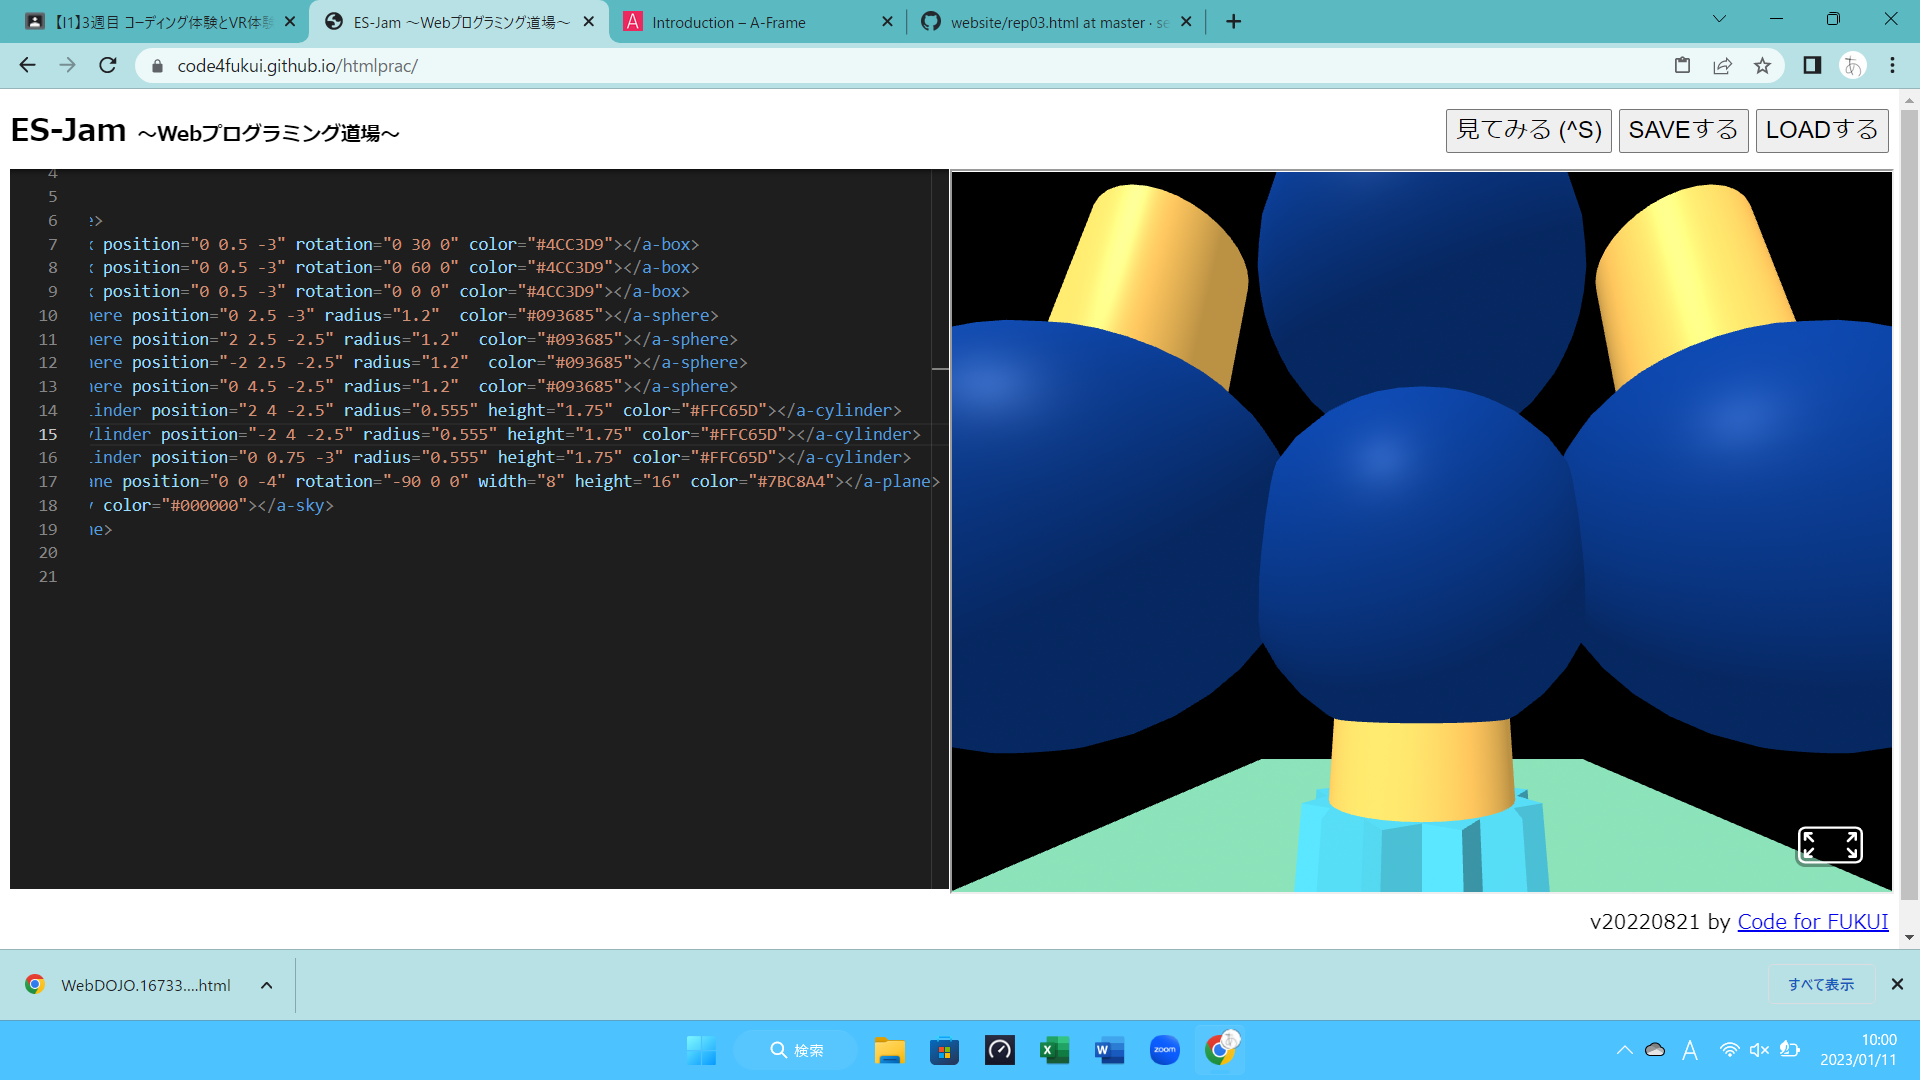 【I1】3週目 コーディング体験とVR体
ES-Jam ～Webプログラミング道場～
Introduction – A-Frame
website/rep03.html at master · se
code4fukui.github.io/htmlprac/
あ
ES-Jam ～Webプログラミング道場～
見てみる (^S)
SAVEする
LOADする
4
5
6 e>
7 x position="0 0.5 -3" rotation="0 30 0" color="#4CC3D9"></a-box>
8 x position="0 0.5 -3" rotation="0 60 0" color="#4CC3D9"></a-box>
9 x position="0 0.5 -3" rotation="0 0 0" color="#4CC3D9"></a-box>
10 here position="0 2.5 -3" radius="1.2"  color="#093685"></a-sphere>
11 here position="2 2.5 -2.5" radius="1.2"  color="#093685"></a-sphere>
12 here position="-2 2.5 -2.5" radius="1.2"  color="#093685"></a-sphere>
13 here position="0 4.5 -2.5" radius="1.2"  color="#093685"></a-sphere>
14 linder position="2 4 -2.5" radius="0.555" height="1.75" color="#FFC65D"></a-cylinder>
15 ylinder position="-2 4 -2.5" radius="0.555" height="1.75" color="#FFC65D"></a-cylinder>
16 linder position="0 0.75 -3" radius="0.555" height="1.75" color="#FFC65D"></a-cylinder>
17 ane position="0 0 -4" rotation="-90 0 0" width="8" height="16" color="#7BC8A4"></a-plane>
18 y color="#000000"></a-sky>
19 ne>
20
21
v20220821 by Code for FUKUI
WebDOJO.16733....html
すべて表示
検索
zoom
あ
A
10:00
2023/01/11